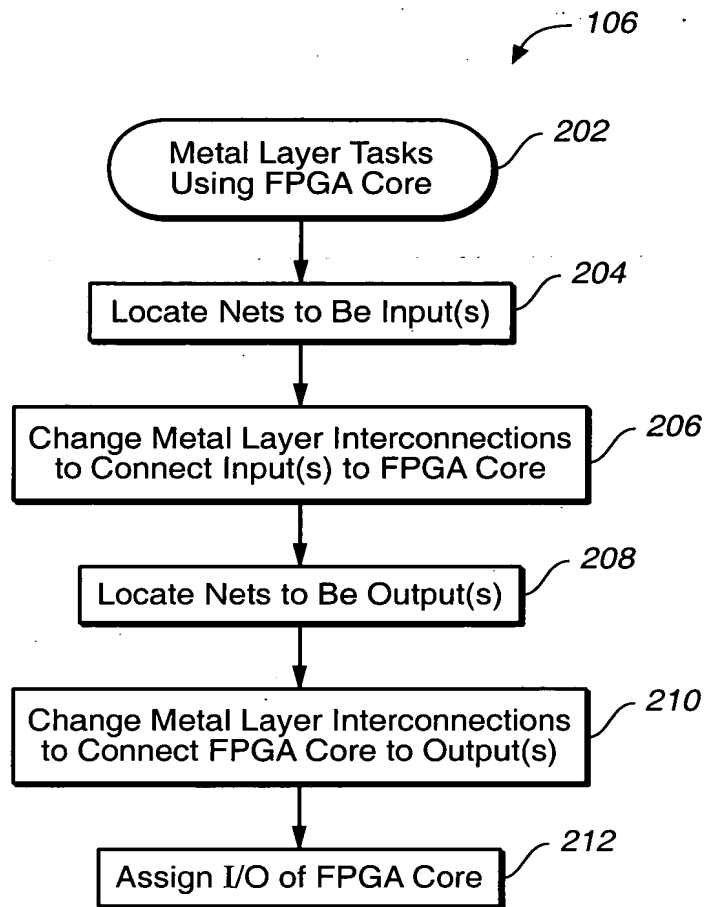 106
202
Metal Layer Tasks
Using FPGA Core
204
Locate Nets to Be Input(s)
206
Change Metal Layer Interconnections
to Connect Input(s) to FPGA Core
208
Locate Nets to Be Output(s)
210
Change Metal Layer Interconnections
to Connect FPGA Core to Output(s)
212
Assign I/O of FPGA Core